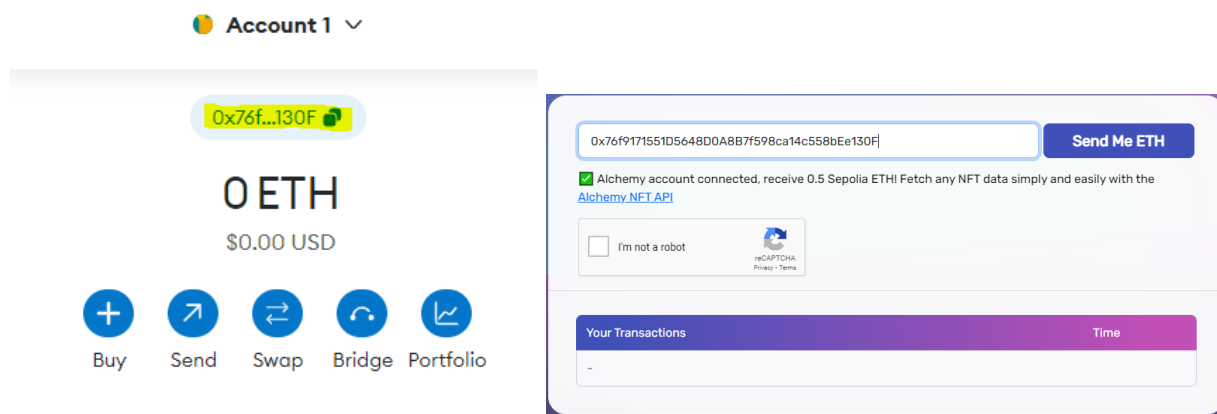 Account 1
0x76f...130F
0 ETH
$0.00 USD
Buy Send Swap Bridge Portfolio
0x76f9171551D5648D0A8B7f598ca14c558bEe130F
Send Me ETH
Alchemy account connected, receive 0.5 Sepolia ETH! Fetch any NFT data simply and easily with the
Alchemy NFT API
I'm not a robot
reCAPTCHA
Privacy - Terms
Your Transactions Time
-